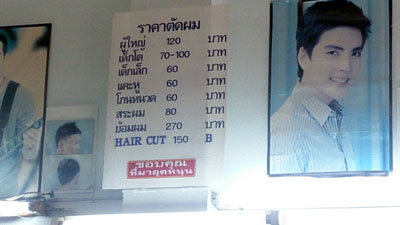 ราคาตัดผม
ผู้ใหญ่ 120 บาท
เด็กโต 70-100 บาท
เด็กเล็ก 60 บาท
แคะหู 60 บาท
โกนหนวด 60 บาท
สระผม 80 บาท
ย้อมผม 270 บาท
HAIR CUT 150 B
ขอบคุณ
ที่มาอุดหนุน